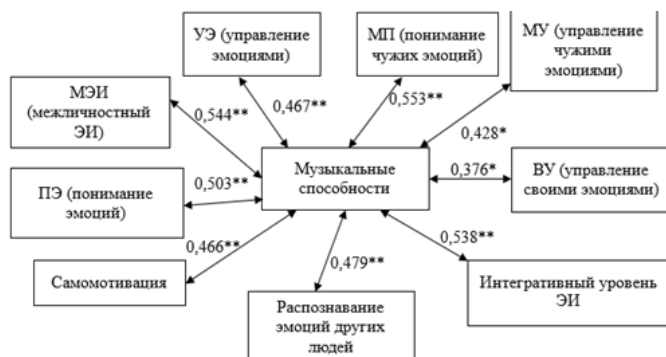 УЭ (управление
эмоциями)
МП (понимание
чужих эмоций)
МУ (управление
чужими
эмоциями)
МЭИ
(межличностный
ЭИ)
0,544**
0,467**
0,553**
0,428*
Музыкальные
способности
0,376*
ВУ (управление
своими эмоциями)
ПЭ (понимание
эмоций)
0,503**
0,466**
0,479**
0,538**
Самомотивация
Распознавание
эмоций других
людей
Интегративный уровень
ЭИ